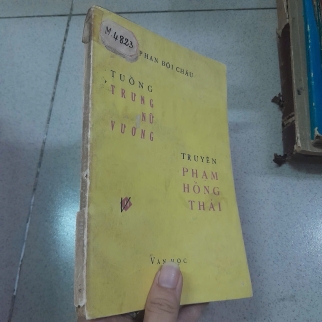 M 4823
PHAN BỘI CHÂU
TUỒNG
TRƯNG
NỮ
VƯƠNG
TRUYỆN
PHẠM
HỒNG
THÁI
VĂN HỌC